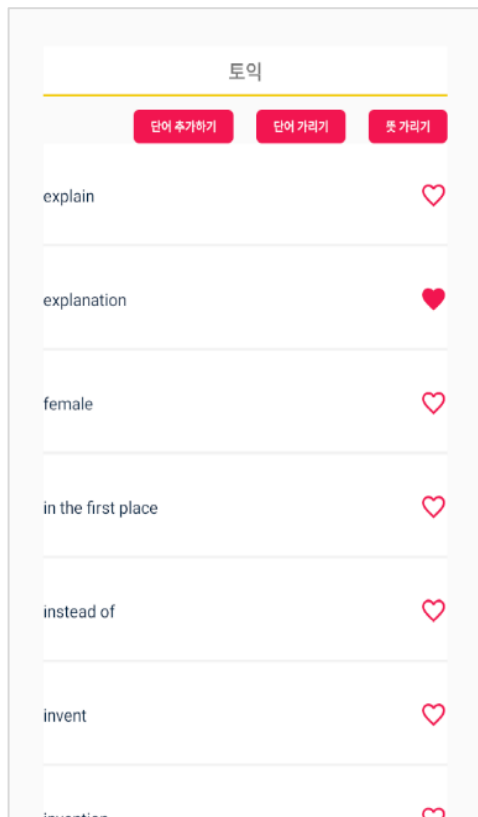 토익
단어 추가하기 단어 가리기 뜻 가리기
explain
explanation
female
in the first place
instead of
invent